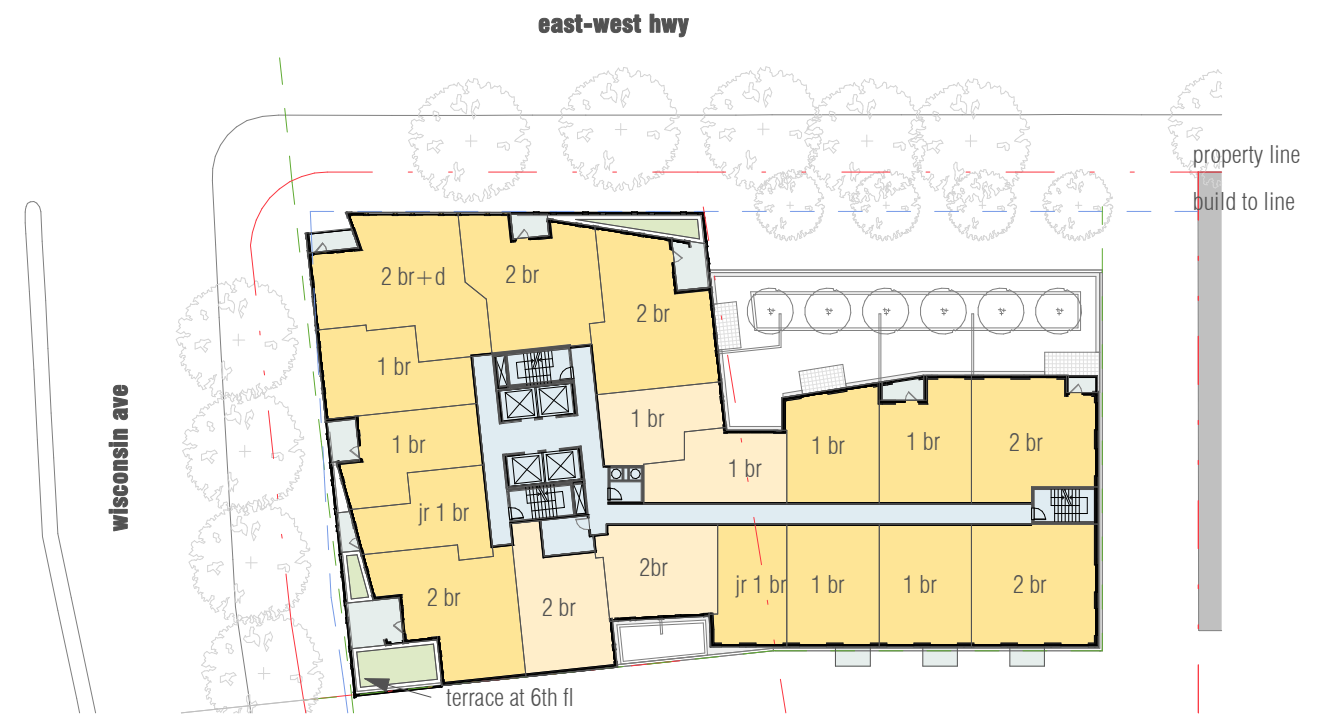 east-west hwy
property line
build to line
wisconsin ave
2 br+d
2 br
2 br
1 br
1 br
1 br
jr 1 br
1 br
1 br
1 br
2 br
2 br
2 br
2br
jr 1 br
1 br
1 br
2 br
terrace at 6th fl